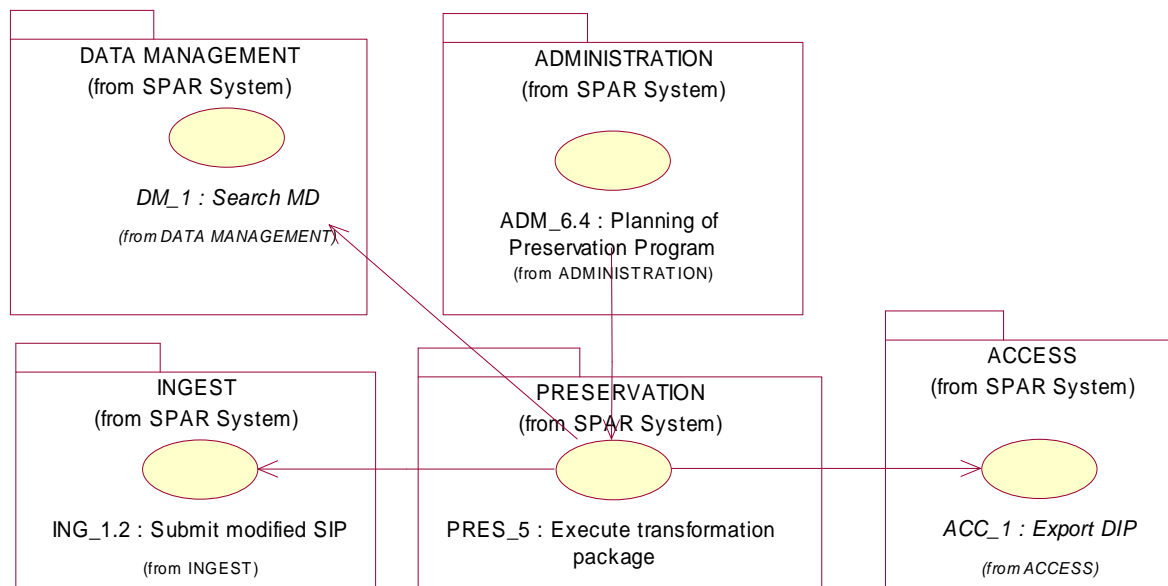 DATA MANAGEMENT
(from SPAR System)
DM_1 : Search MD
(from DATA MANAGEMENT)
ADMINISTRATION
(from SPAR System)
ADM_6.4 : Planning of
Preservation Program
(from ADMINISTRATION)
INGEST
(from SPAR System)
ING_1.2 : Submit modified SIP
(from INGEST)
PRESERVATION
(from SPAR System)
PRES_5 : Execute transformation
package
ACCESS
(from SPAR System)
ACC_1 : Export DIP
(from ACCESS)